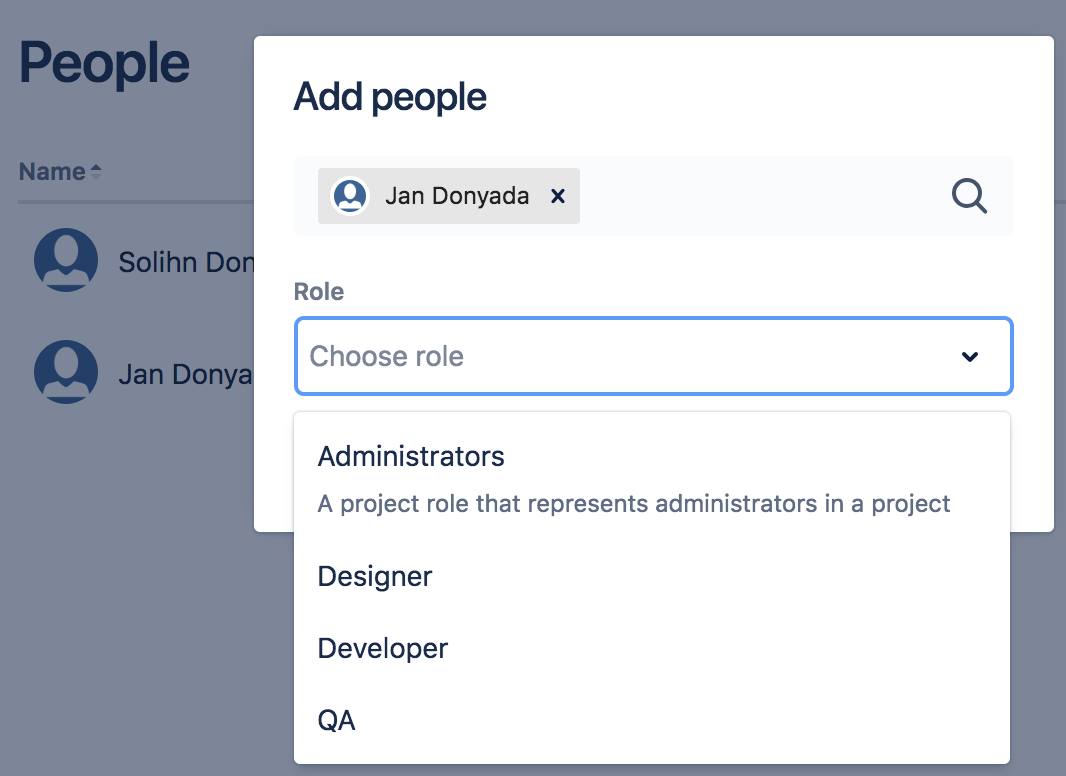 People
Add people
Jan Donyada
Name
Solihn Don
Role
Choose role
Jan Donya
Administrators
A project role that represents administrators in a project
Designer
Developer
QA